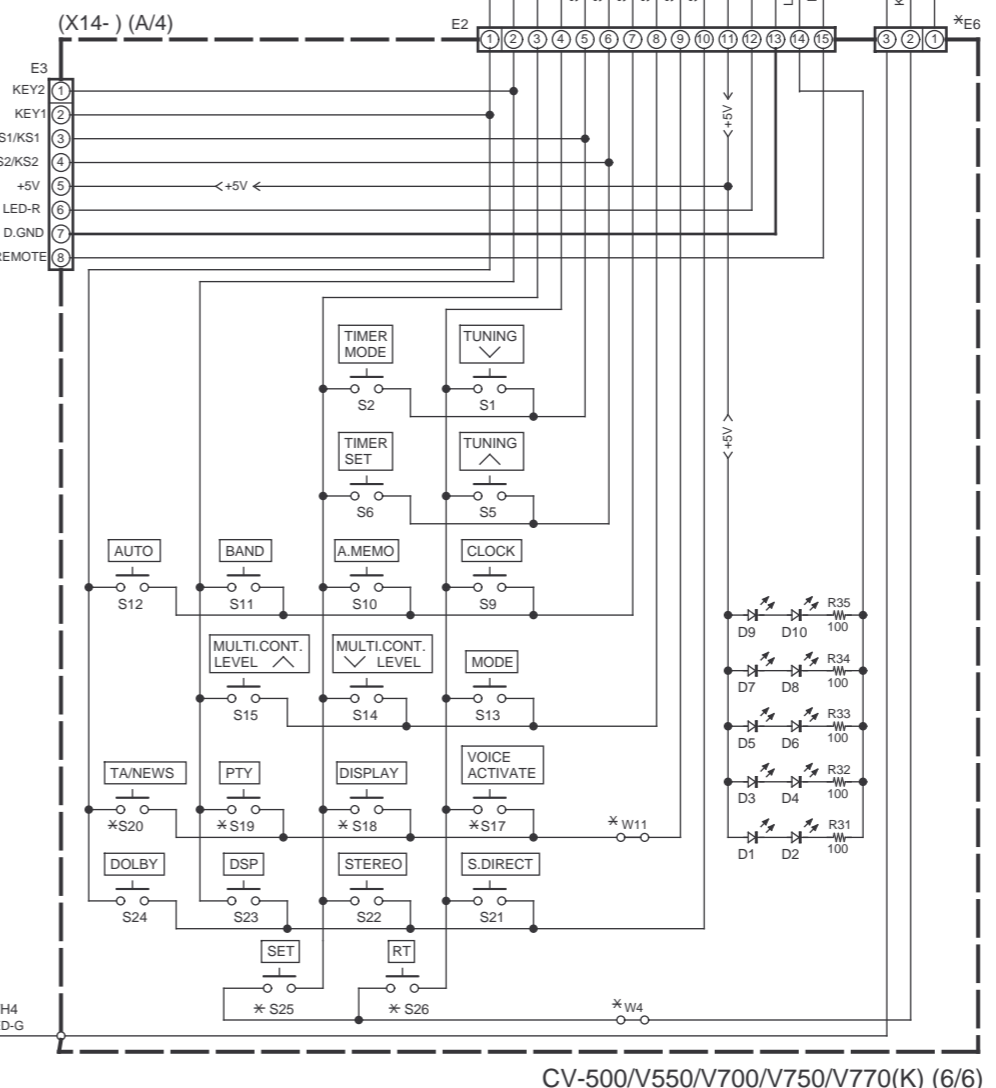 (X14- ) (A/4)
E2
1 2 3 4 5 6 7 8 9 10 11 12 13 14 15
3 2 1
*E6
E3
KEY2 1
KEY1 2
S1/KS1 3
S2/KS2 4
+5V 5
LED-R 6
D.GND 7
REMOTE 8
<+5V<
<+5V<
<+5V>
TIMER
MODE
S2
TUNING
S1
TIMER
SET
S6
TUNING
S5
AUTO
S12
BAND
S11
A.MEMO
S10
CLOCK
S9
MULTI.CONT.
LEVEL
S15
MULTI.CONT.
LEVEL
S14
MODE
S13
TA/NEWS
*S20
PTY
* S19
DISPLAY
* S18
VOICE
ACTIVATE
*S17
* W11
DOLBY
S24
DSP
S23
STEREO
S22
S.DIRECT
S21
SET
* S25
RT
* S26
*W4
D9 D10 R35
100
D7 D8 R34
100
D5 D6 R33
100
D3 D4 R32
100
D1 D2 R31
100
H4
D-G
CV-500/V550/V700/V750/V770(K) (6/6)